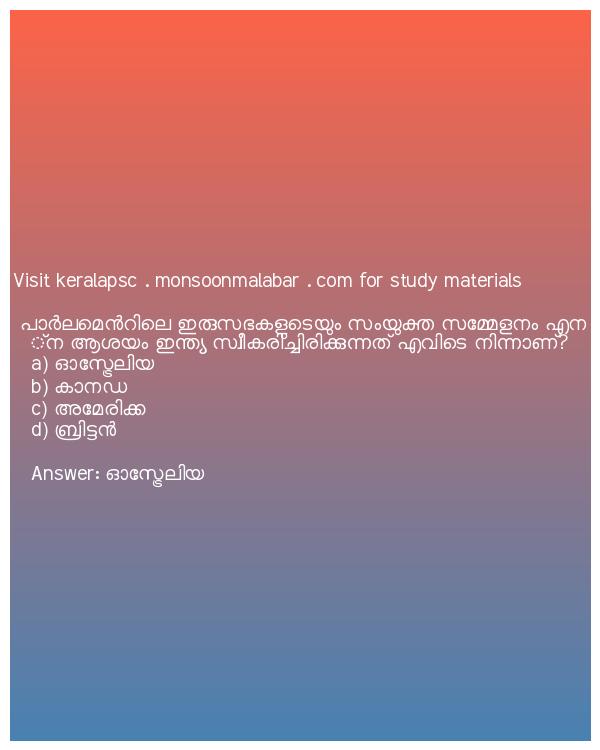 Visit keralapsc . monsoonmalabar . com for study materials
പാർലമെൻറിലെ ഇരുസഭകളുടെയും സംയുക്ത സമ്മേളനം എന
്ന ആശയം ഇന്ത്യ സ്വീകരിച്ചിരിക്കുന്നത് എവിടെ നിന്നാണ്?
a) ഓസ്ട്രേലിയ
b) കാനഡ
c) അമേരിക്ക
d) ബ്രിട്ടൻ
Answer: ഓസ്ട്രേലിയ